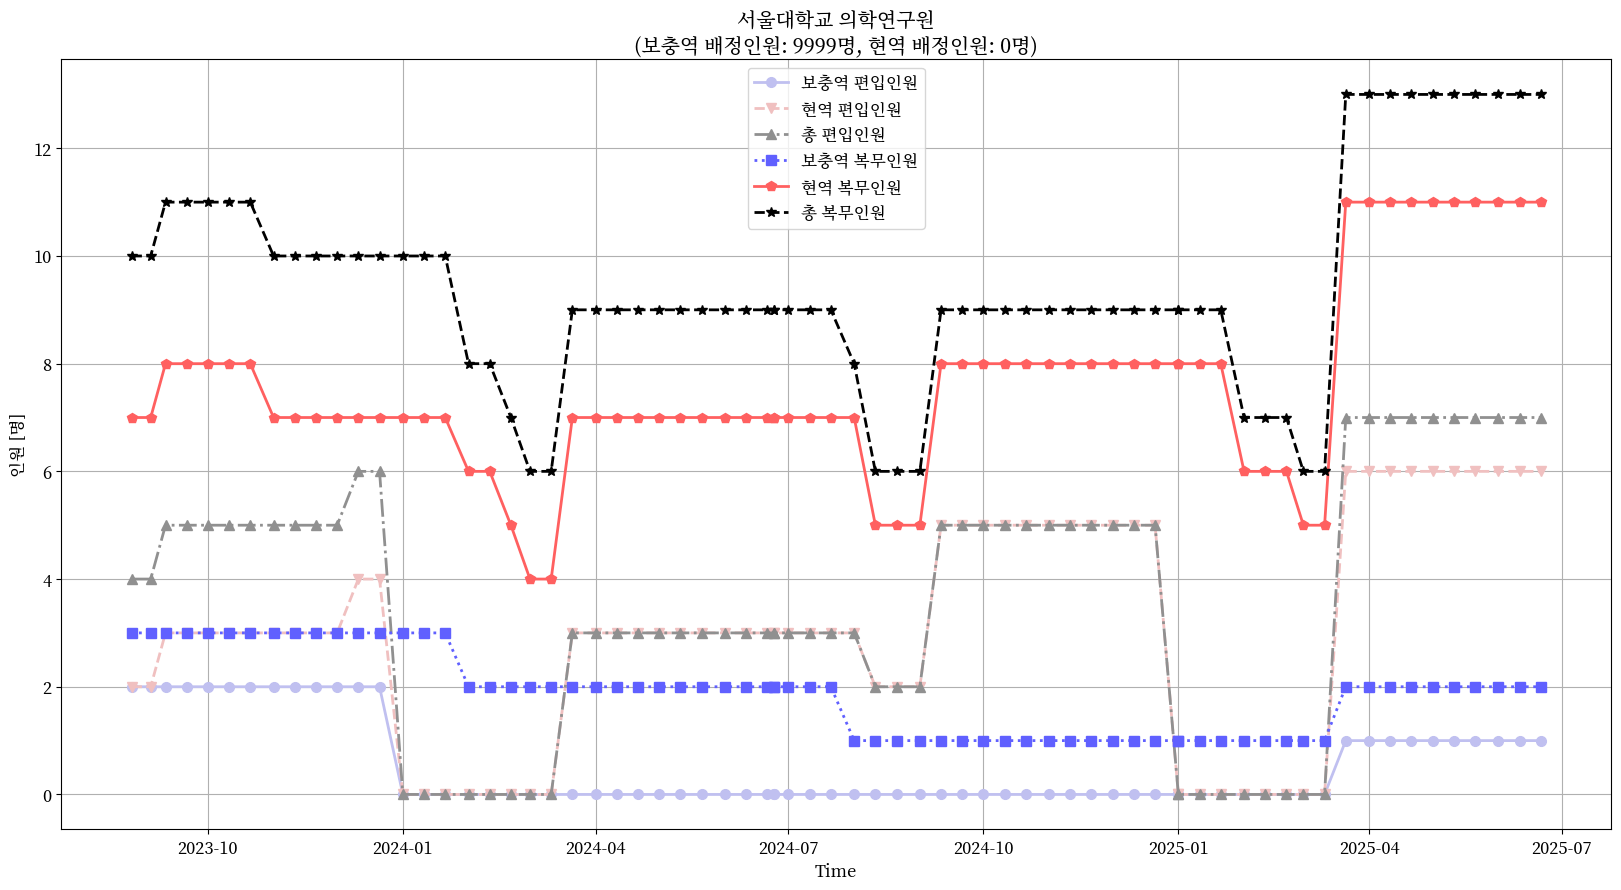 서울대학교 의학연구원
(보충역 배정인원: 9999명, 현역 배정인원: 0명)
보충역 편입인원
현역 편입인원
총 편입인원
보충역 복무인원
현역 복무인원
총 복무인원
인원 [명]
12
10
8
6
4
2
0
2023-10
2024-01
2024-04
2024-07
2024-10
2025-01
2025-04
2025-07
Time